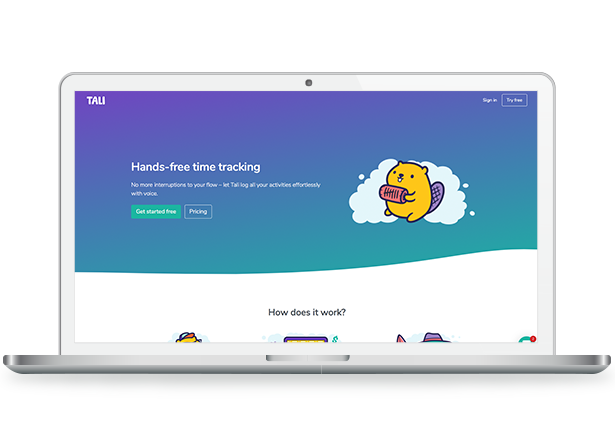 TALI
Sign in
Try free
Hands-free time tracking
No more interruptions to your flow – let Tali log all your activities effortlessly
with voice.
Get started free
Pricing
How does it work?